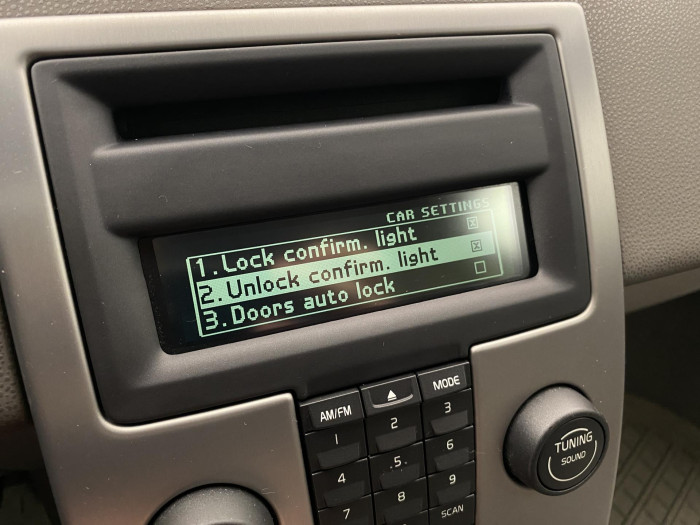 CAR SETTINGS
1. Lock confirm. light
2. Unlock confirm. light
3. Doors auto lock
AM/FM
MODE
1 2 3
4 .5. 6
7 8 9
SCAN
TUNING
SOUND